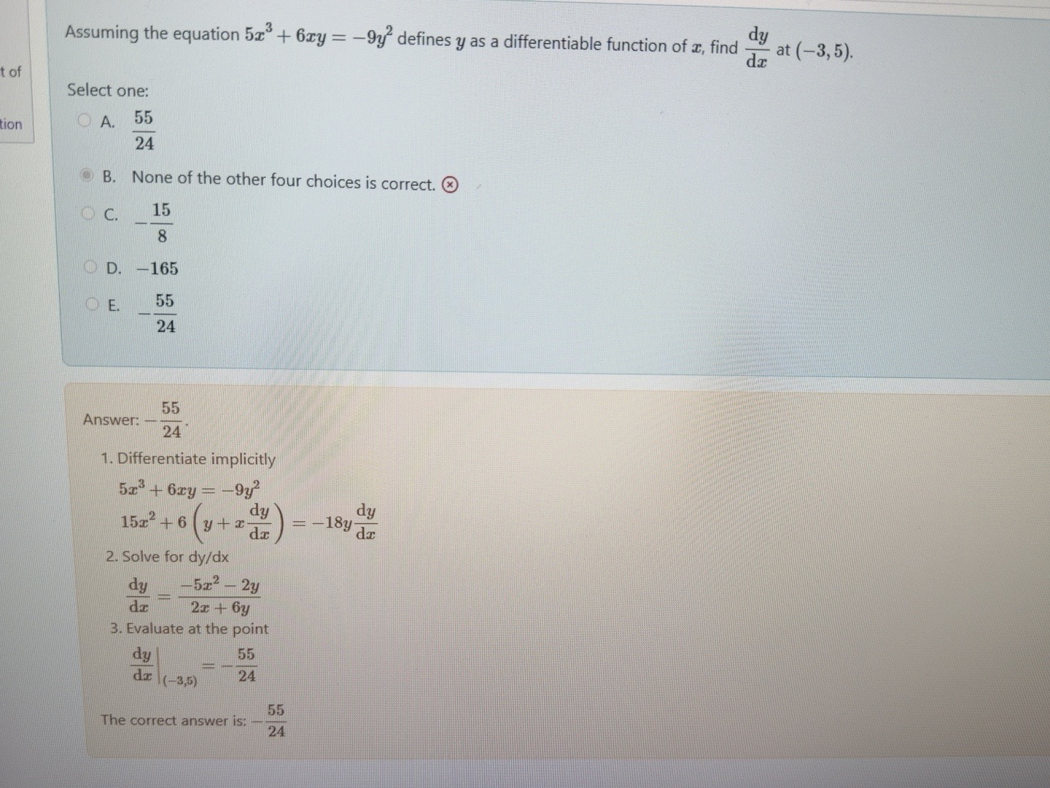 Assuming the equation 5x³ + 6xy = −9y² defines y as a differentiable function of x, find dy/dx at (−3, 5).
t of
tion
Select one:
A. 55/24
B. None of the other four choices is correct.
C. −15/8
D. −165
E. −55/24
Answer: −55/24.
1. Differentiate implicitly
5x³ + 6xy = −9y²
15x² + 6(y + x dy/dx) = −18y dy/dx
2. Solve for dy/dx
dy/dx = (−5x² − 2y)/(2x + 6y)
3. Evaluate at the point
dy/dx |(−3,5) = −55/24
The correct answer is: −55/24